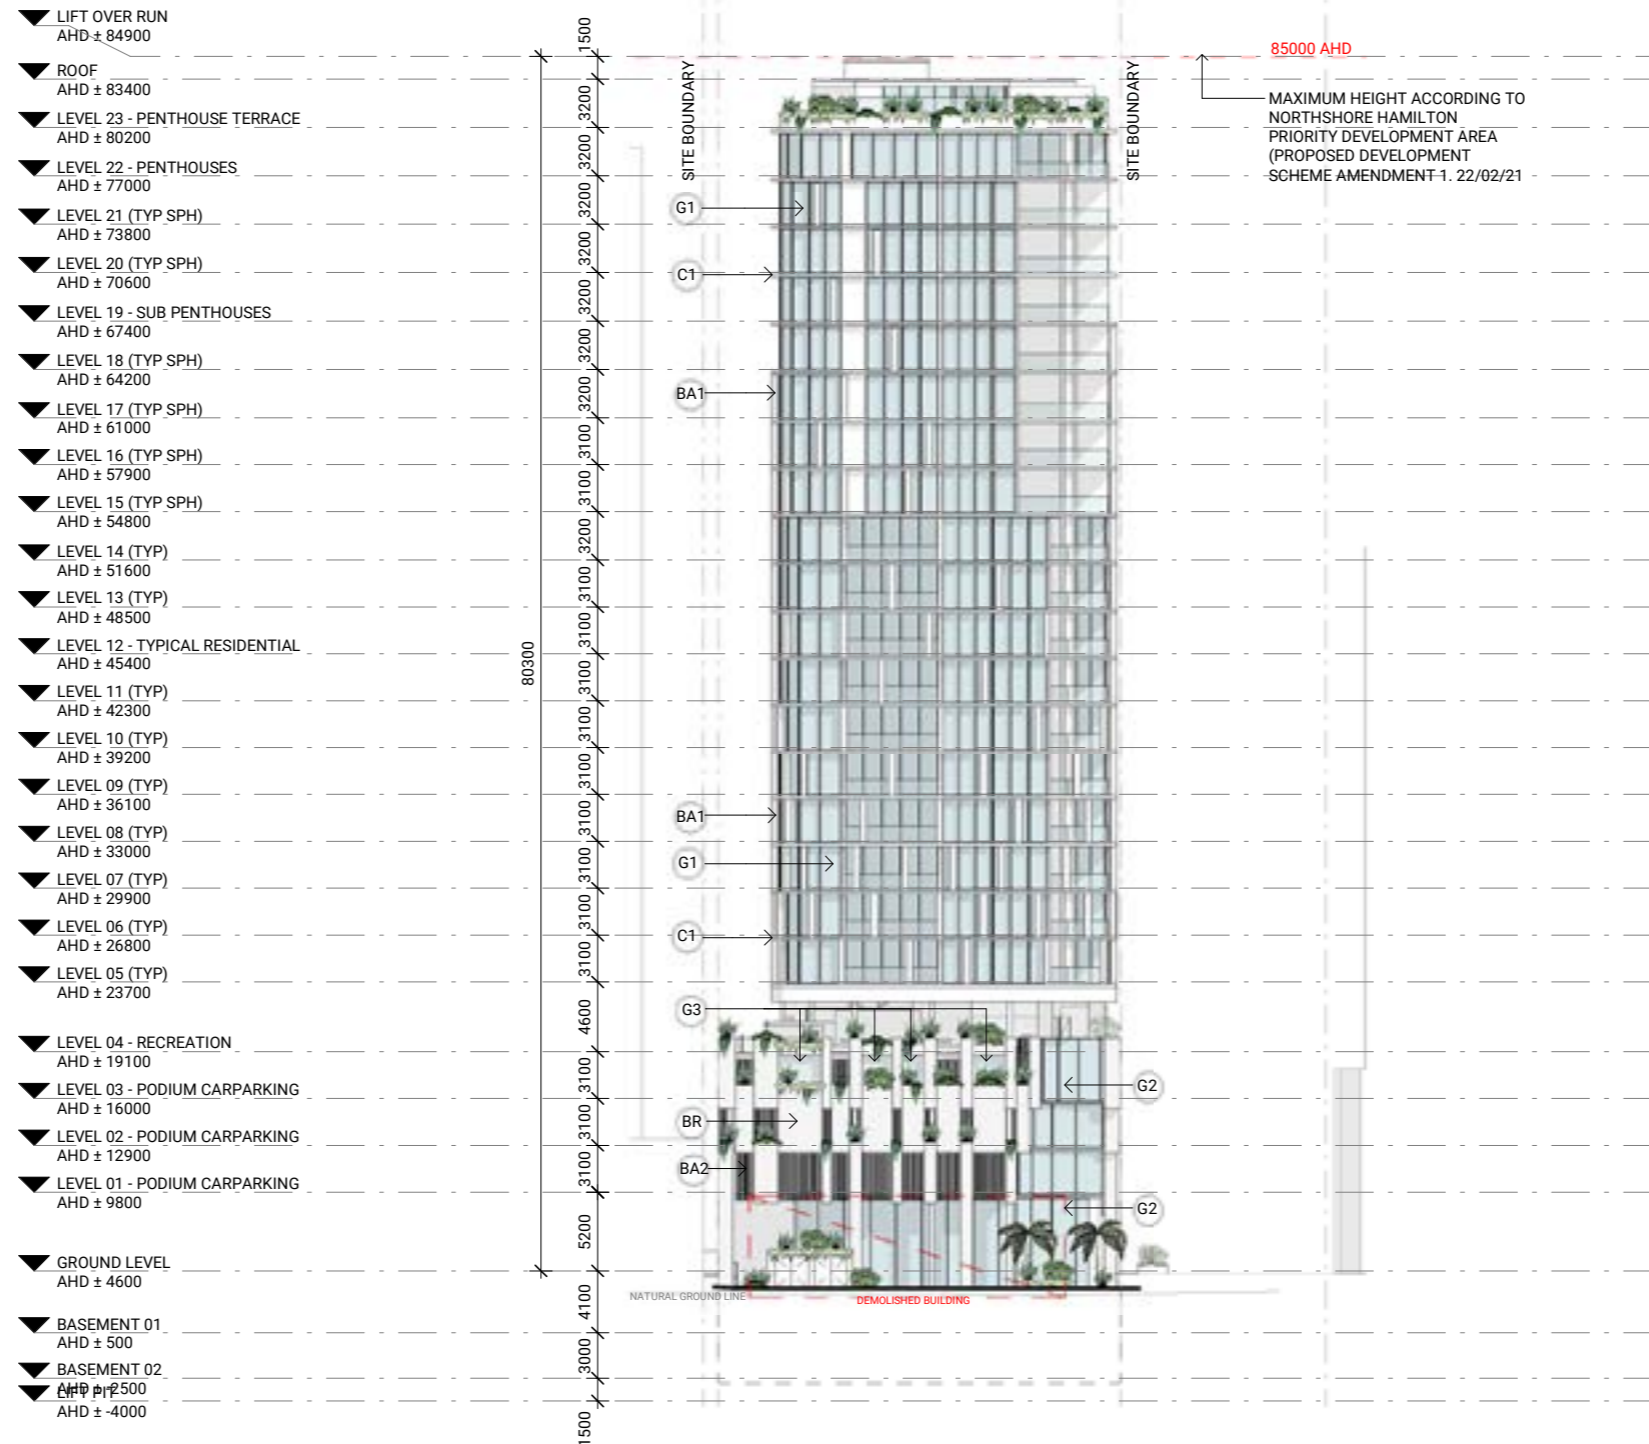 LIFT OVER RUN
AHD ± 84900
ROOF
AHD ± 83400
LEVEL 23 - PENTHOUSE TERRACE
AHD ± 80200
LEVEL 22 - PENTHOUSES
AHD ± 77000
LEVEL 21 (TYP SPH)
AHD ± 73800
LEVEL 20 (TYP SPH)
AHD ± 70600
LEVEL 19 - SUB PENTHOUSES
AHD ± 67400
LEVEL 18 (TYP SPH)
AHD ± 64200
LEVEL 17 (TYP SPH)
AHD ± 61000
LEVEL 16 (TYP SPH)
AHD ± 57900
LEVEL 15 (TYP SPH)
AHD ± 54800
LEVEL 14 (TYP)
AHD ± 51600
LEVEL 13 (TYP)
AHD ± 48500
LEVEL 12 - TYPICAL RESIDENTIAL
AHD ± 45400
LEVEL 11 (TYP)
AHD ± 42300
LEVEL 10 (TYP)
AHD ± 39200
LEVEL 09 (TYP)
AHD ± 36100
LEVEL 08 (TYP)
AHD ± 33000
LEVEL 07 (TYP)
AHD ± 29900
LEVEL 06 (TYP)
AHD ± 26800
LEVEL 05 (TYP)
AHD ± 23700
LEVEL 04 - RECREATION
AHD ± 19100
LEVEL 03 - PODIUM CARPARKING
AHD ± 16000
LEVEL 02 - PODIUM CARPARKING
AHD ± 12900
LEVEL 01 - PODIUM CARPARKING
AHD ± 9800
GROUND LEVEL
AHD ± 4600
BASEMENT 01
AHD ± 500
BASEMENT 02
AHD ± -2500
LIFT PIT
AHD ± -4000
80300
1500
3200
3200
3200
3200
3200
3200
3200
3100
3100
3200
3100
3100
3100
3100
3100
3100
3100
3100
3100
4600
3100
3100
3100
5200
4100
3000
1500
SITE BOUNDARY
G1
C1
BA1
BA1
G1
C1
G3
BR
BA2
NATURAL GROUND LINE
DEMOLISHED BUILDING
SITE BOUNDARY
G2
G2
85000 AHD
MAXIMUM HEIGHT ACCORDING TO
NORTHSHORE HAMILTON
PRIORITY DEVELOPMENT AREA
(PROPOSED DEVELOPMENT
SCHEME AMENDMENT 1. 22/02/21